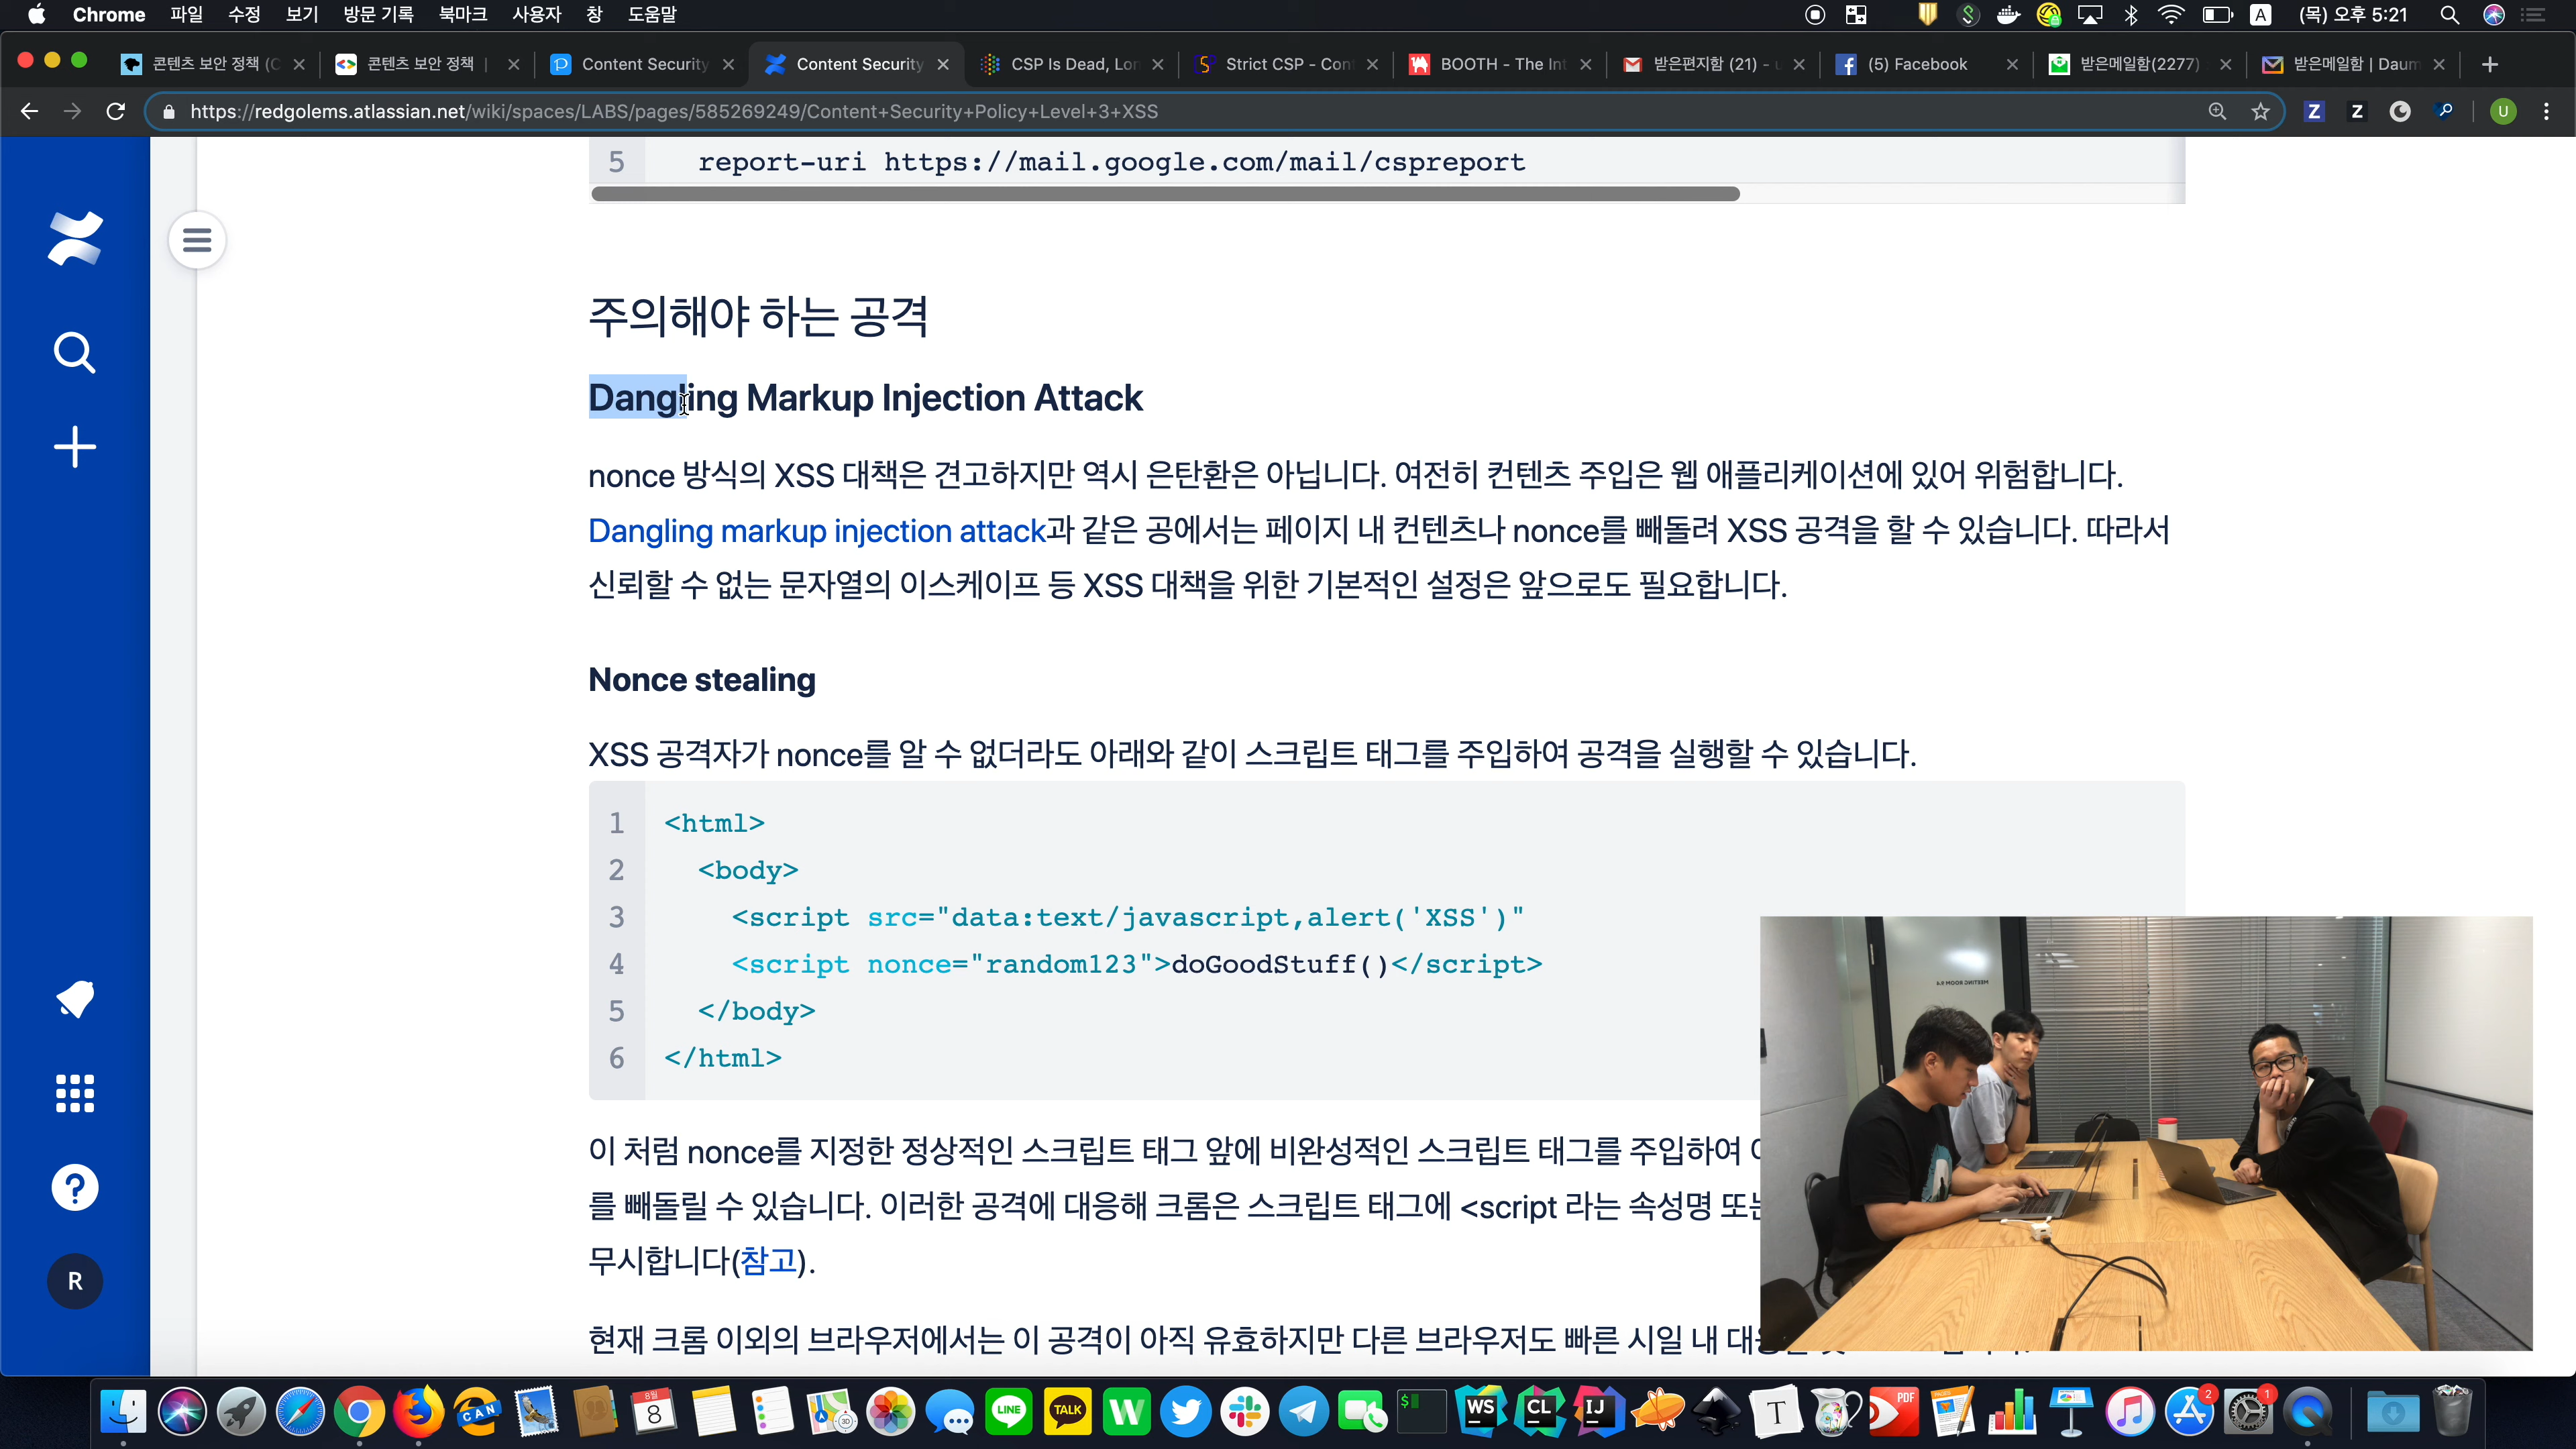 Chrome 파일 수정 보기 방문 기록 북마크 사용자 창 도움말 A (목) 오후 5:21
콘텐츠 보안 정책 (C 콘텐츠 보안 정책 | Content Security Content Security CSP Is Dead, Lon Strict CSP - Con BOOTH - The Int 받은편지함 (21) - u (5) Facebook 받은메일함(2277) 받은메일함 | Daum
https://redgolems.atlassian.net/wiki/spaces/LABS/pages/585269249/Content+Security+Policy+Level+3+XSS Z Z U
5 report-uri https://mail.google.com/mail/cspreport
주의해야 하는 공격
Dangling Markup Injection Attack
nonce 방식의 XSS 대책은 견고하지만 역시 은탄환은 아닙니다. 여전히 컨텐츠 주입은 웹 애플리케이션에 있어 위험합니다.
Dangling markup injection attack과 같은 공에서는 페이지 내 컨텐츠나 nonce를 빼돌려 XSS 공격을 할 수 있습니다. 따라서
신뢰할 수 없는 문자열의 이스케이프 등 XSS 대책을 위한 기본적인 설정은 앞으로도 필요합니다.
Nonce stealing
XSS 공격자가 nonce를 알 수 없더라도 아래와 같이 스크립트 태그를 주입하여 공격을 실행할 수 있습니다.
1 <html>
2 <body>
3 <script src="data:text/javascript,alert('XSS')"
4 <script nonce="random123">doGoodStuff()</script>
5 </body>
6 </html>
MEETING ROOM
이 처럼 nonce를 지정한 정상적인 스크립트 태그 앞에 비완성적인 스크립트 태그를 주입하여
를 빼돌릴 수 있습니다. 이러한 공격에 대응해 크롬은 스크립트 태그에 <script 라는 속성명
무시합니다(참고).
현재 크롬 이외의 브라우저에서는 이 공격이 아직 유효하지만 다른 브라우저도 빠른 시일 내
R
CAN 8월 8 3D LINE TALK W $ WS CL IJ T PDF PAGES 2 1